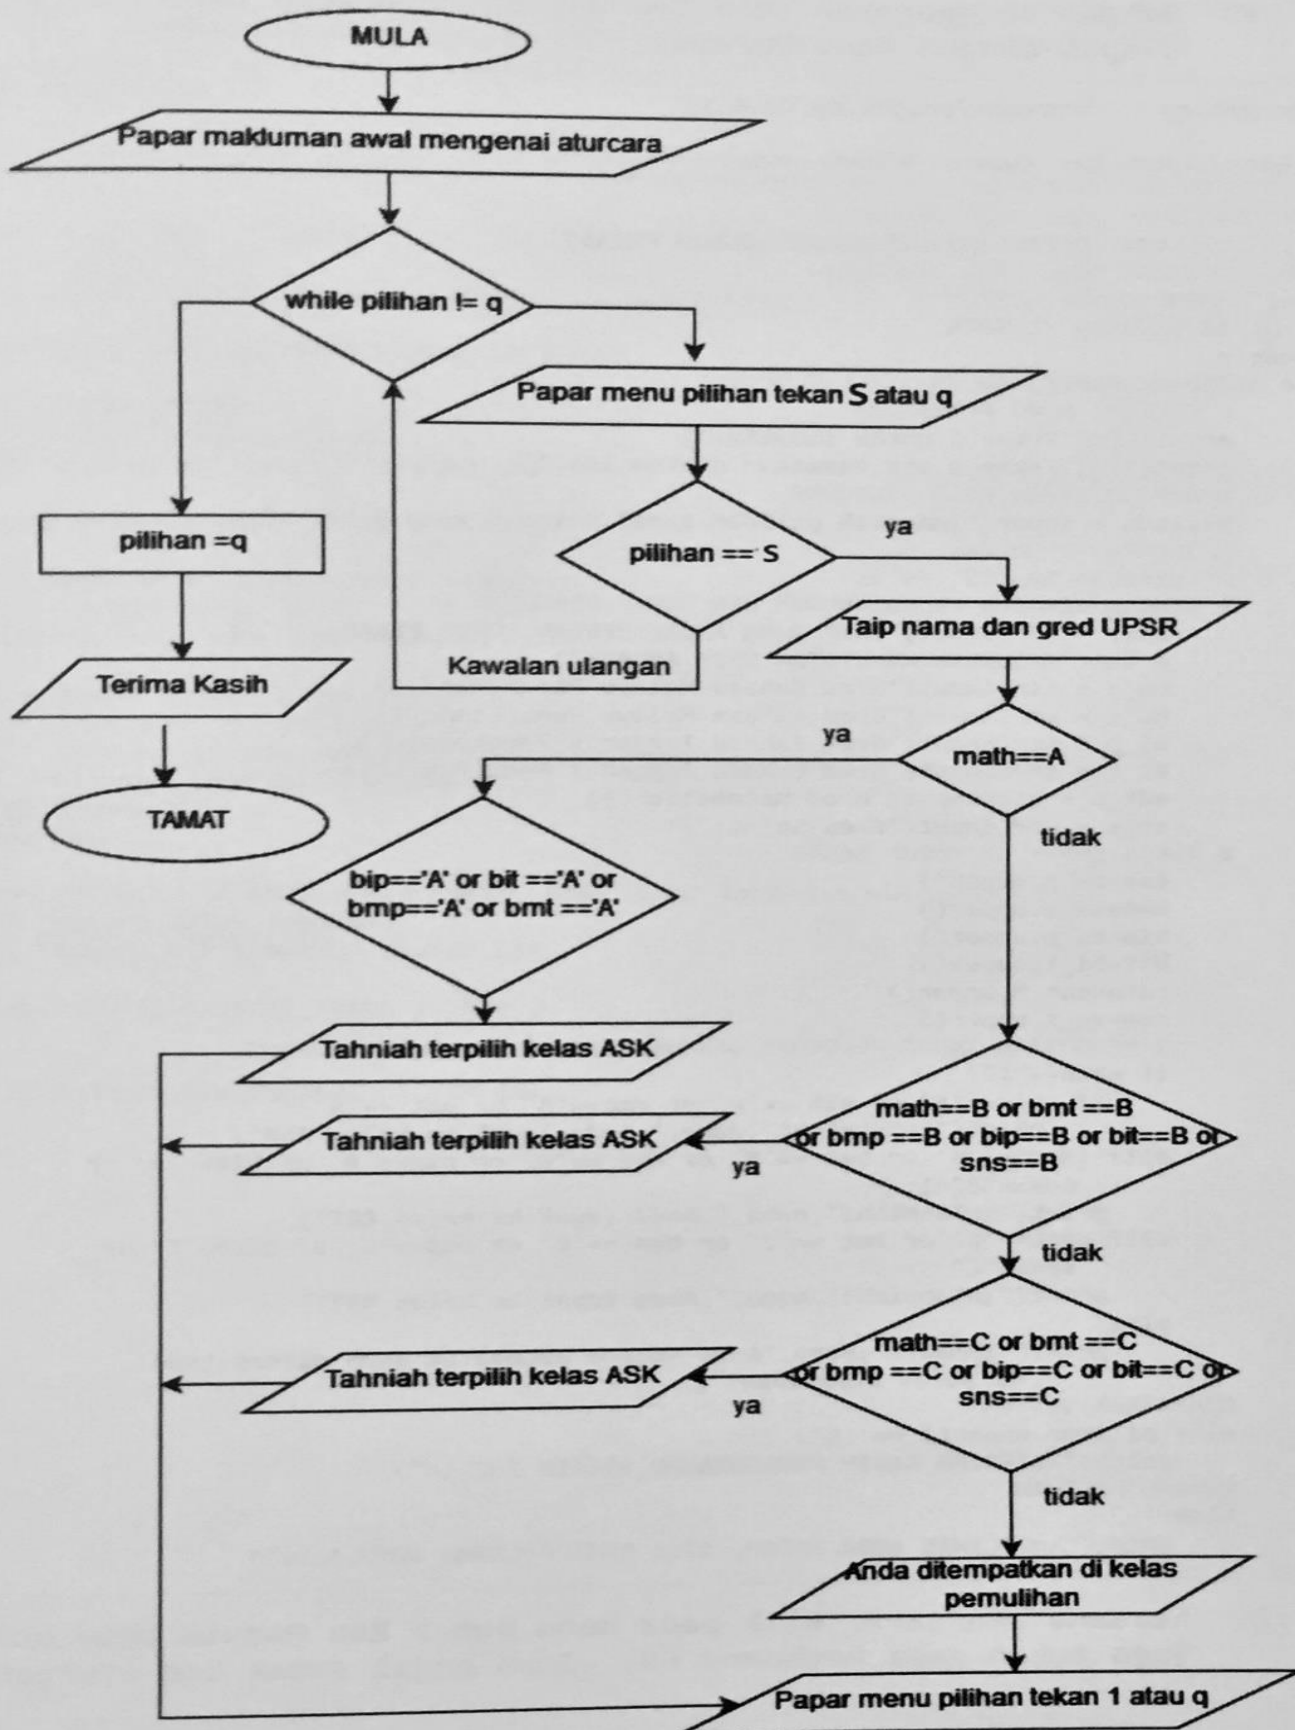 MULA
Papar makluman awal mengenai aturcara
while pilihan != q
Papar menu pilihan tekan S atau q
pilihan =q
pilihan == S
ya
Taip nama dan gred UPSR
Kawalan ulangan
Terima Kasih
ya
math==A
TAMAT
tidak
bip=='A' or bit =='A' or
bmp=='A' or bmt =='A'
Tahniah terpilih kelas ASK
math==B or bmt ==B
or bmp ==B or bip==B or bit==B or
sns==B
Tahniah terpilih kelas ASK
ya
tidak
math==C or bmt ==C
or bmp ==C or bip==C or bit==C or
sns==C
Tahniah terpilih kelas ASK
ya
tidak
Anda ditempatkan di kelas
pemulihan
Papar menu pilihan tekan 1 atau q